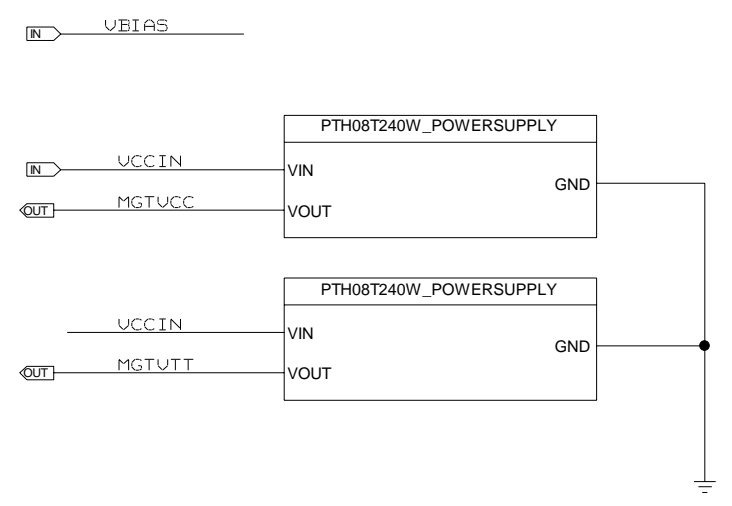 IN VBIAS
PTH08T240W_POWERSUPPLY
IN VCCIN VIN
GND
OUT MGTVCC VOUT
PTH08T240W_POWERSUPPLY
VCCIN VIN
GND
OUT MGTVTT VOUT